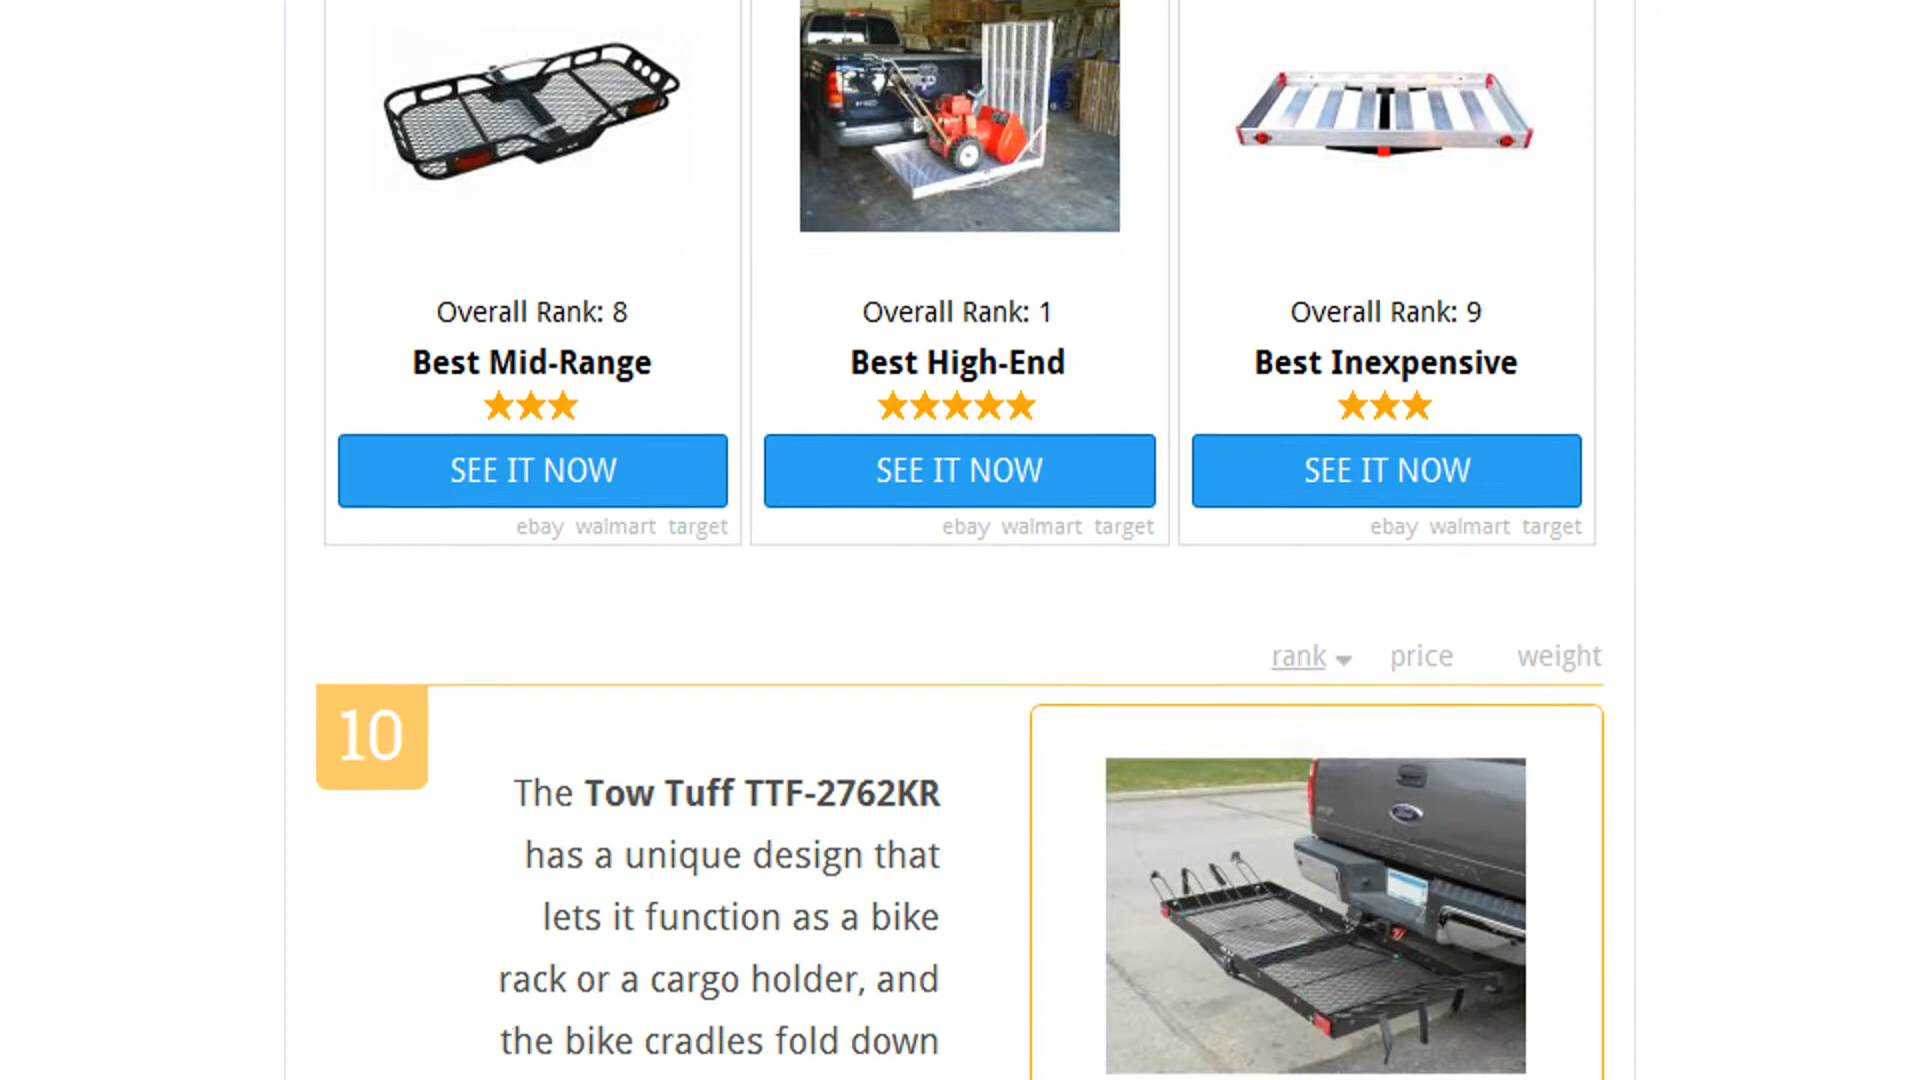 Overall Rank: 8
Best Mid-Range
SEE IT NOW
ebay walmart target
Overall Rank: 1
Best High-End
SEE IT NOW
ebay walmart target
Overall Rank: 9
Best Inexpensive
SEE IT NOW
ebay walmart target
rank price weight
10
The Tow Tuff TTF-2762KR
has a unique design that
lets it function as a bike
rack or a cargo holder, and
the bike cradles fold down
Ford